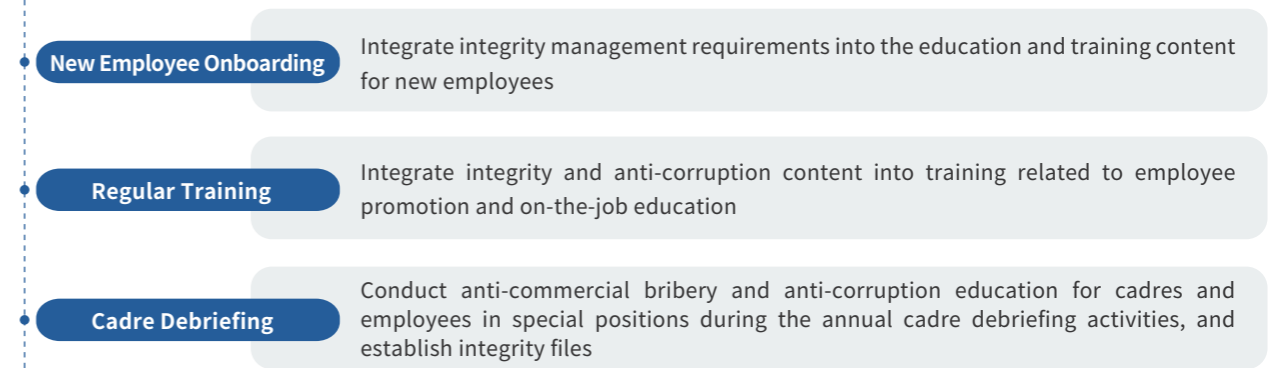 New Employee Onboarding
Integrate integrity management requirements into the education and training content
for new employees
Regular Training
Integrate integrity and anti-corruption content into training related to employee
promotion and on-the-job education
Cadre Debriefing
Conduct anti-commercial bribery and anti-corruption education for cadres and
employees in special positions during the annual cadre debriefing activities, and
establish integrity files